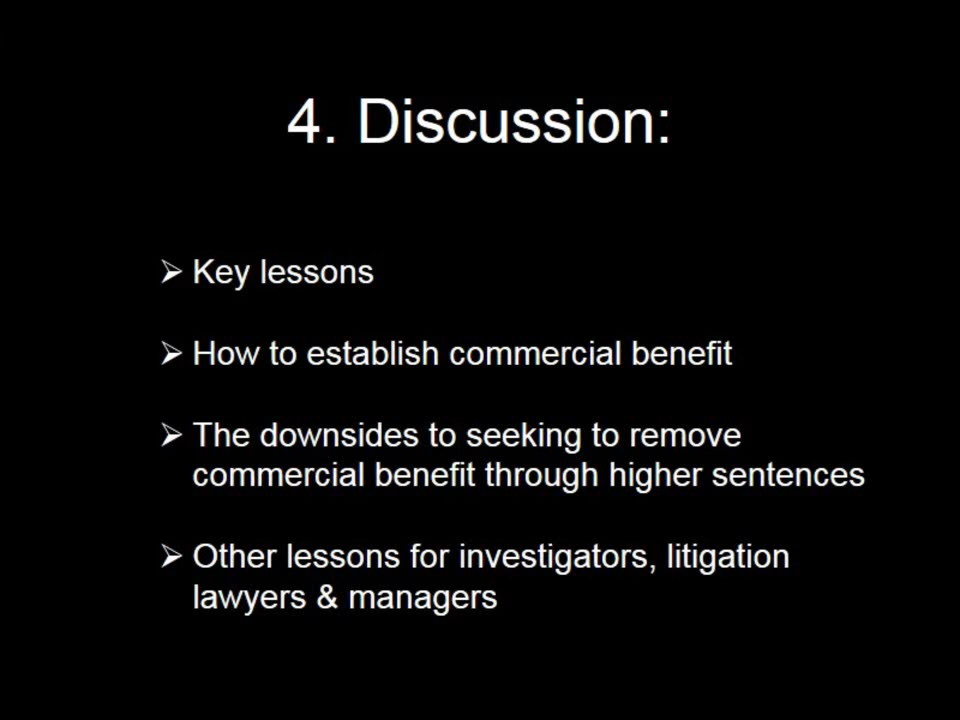 4. Discussion:
➢ Key lessons
➢ How to establish commercial benefit
➢ The downsides to seeking to remove
commercial benefit through higher sentences
➢ Other lessons for investigators, litigation
lawyers & managers